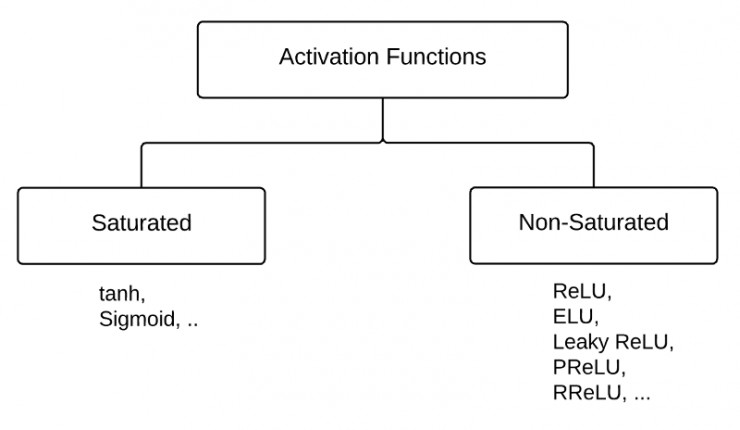 Activation Functions
Saturated
Non-Saturated
tanh,
Sigmoid, ..
ReLU,
ELU,
Leaky ReLU,
PReLU,
RReLU, ...